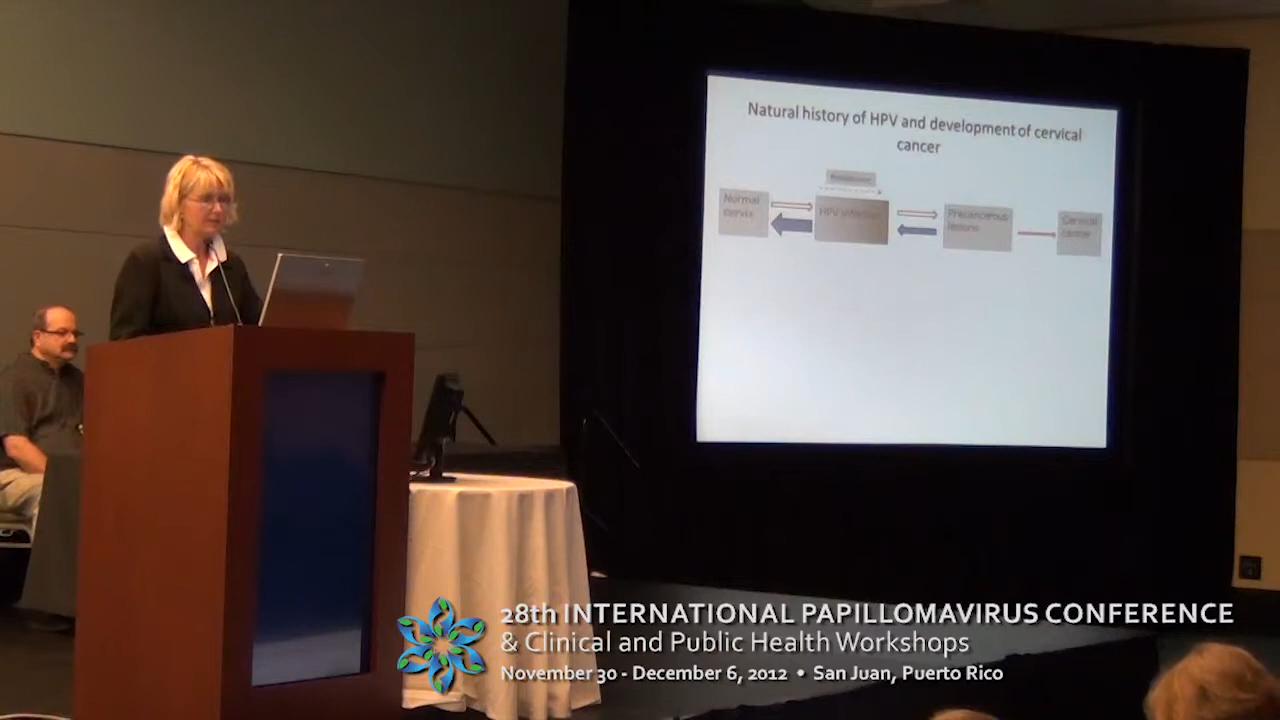 Natural history of HPV and development of cervical
cancer
Normal
cervix
HPV infection
Precancerous
lesions
Cervical
cancer
28th INTERNATIONAL PAPILLOMAVIRUS CONFERENCE
& Clinical and Public Health Workshops
November 30 - December 6, 2012 • San Juan, Puerto Rico